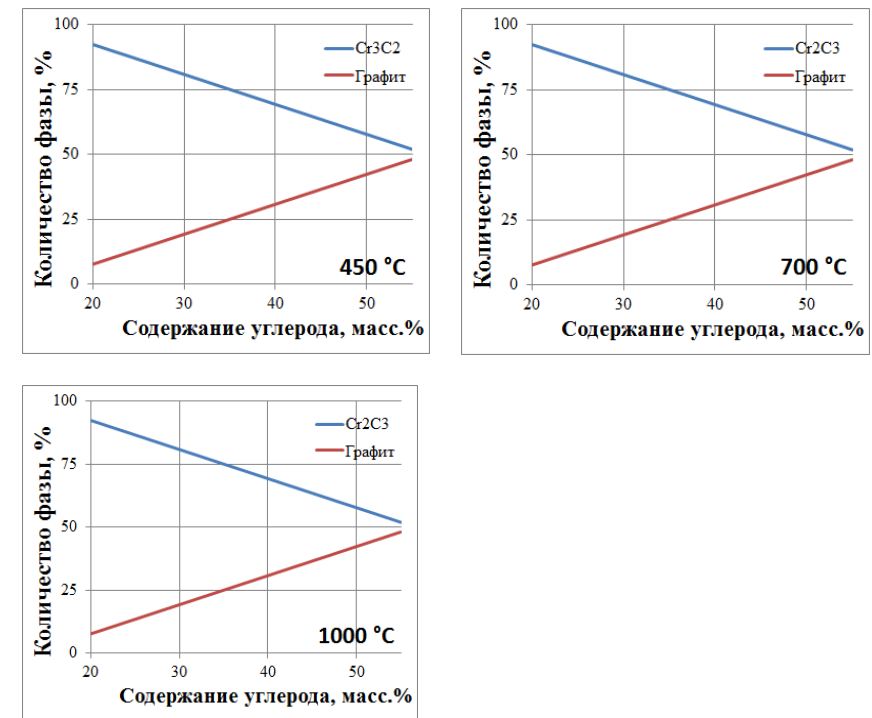 Количество фазы, %
100
75
50
25
0
20 30 40 50
Cr3C2
Графит
450 °C
Содержание углерода, масс.%
Количество фазы, %
100
75
50
25
0
20 30 40 50
Cr2C3
Графит
700 °C
Содержание углерода, масс.%
Количество фазы, %
100
75
50
25
0
20 30 40 50
Cr2C3
Графит
1000 °C
Содержание углерода, масс.%